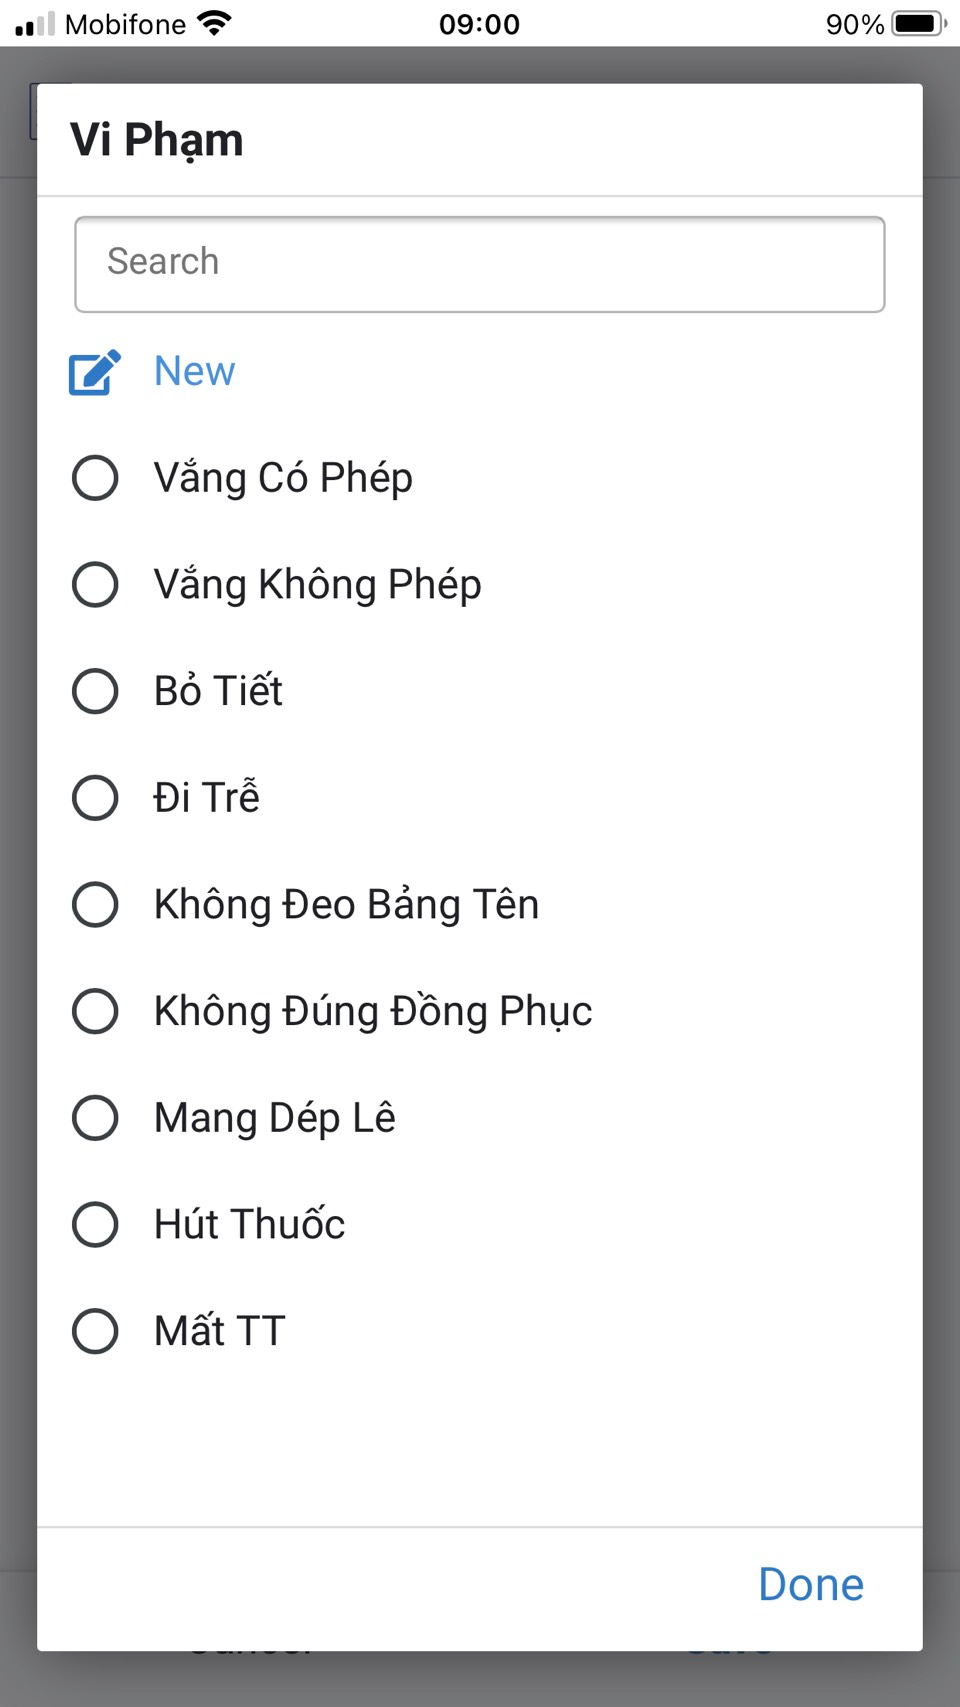 Mobifone 09:00 90%
Vi Phạm
Search
New
Vắng Có Phép
Vắng Không Phép
Bỏ Tiết
Đi Trễ
Không Đeo Bảng Tên
Không Đúng Đồng Phục
Mang Dép Lê
Hút Thuốc
Mất TT
Done